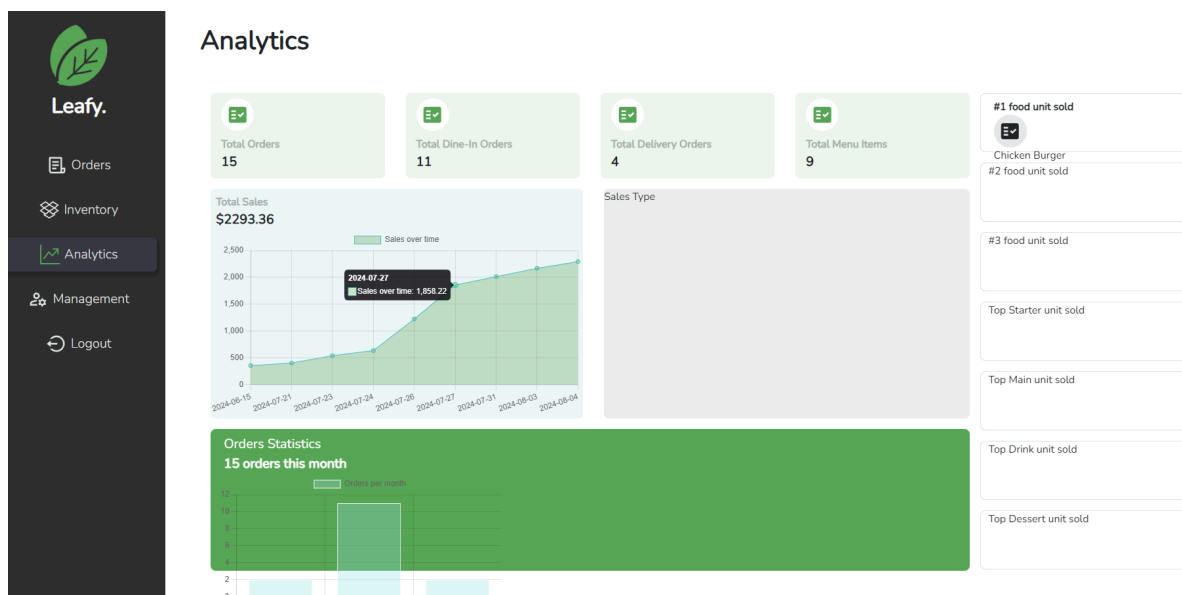 Leafy.
Orders
Inventory
Analytics
Management
Logout
Analytics
Total Orders
15
Total Dine-In Orders
11
Total Delivery Orders
4
Total Menu Items
9
Total Sales
$2293.36
Sales over time
2,500
2,000
1,500
1,000
500
0
2024-07-27
Sales over time: 1,858.22
2024-06-15
2024-07-21
2024-07-23
2024-07-24
2024-07-26
2024-07-27
2024-07-31
2024-08-03
2024-08-04
Sales Type
Orders Statistics
15 orders this month
Orders per month
12
10
8
6
4
2
0
#1 food unit sold
Chicken Burger
#2 food unit sold
#3 food unit sold
Top Starter unit sold
Top Main unit sold
Top Drink unit sold
Top Dessert unit sold